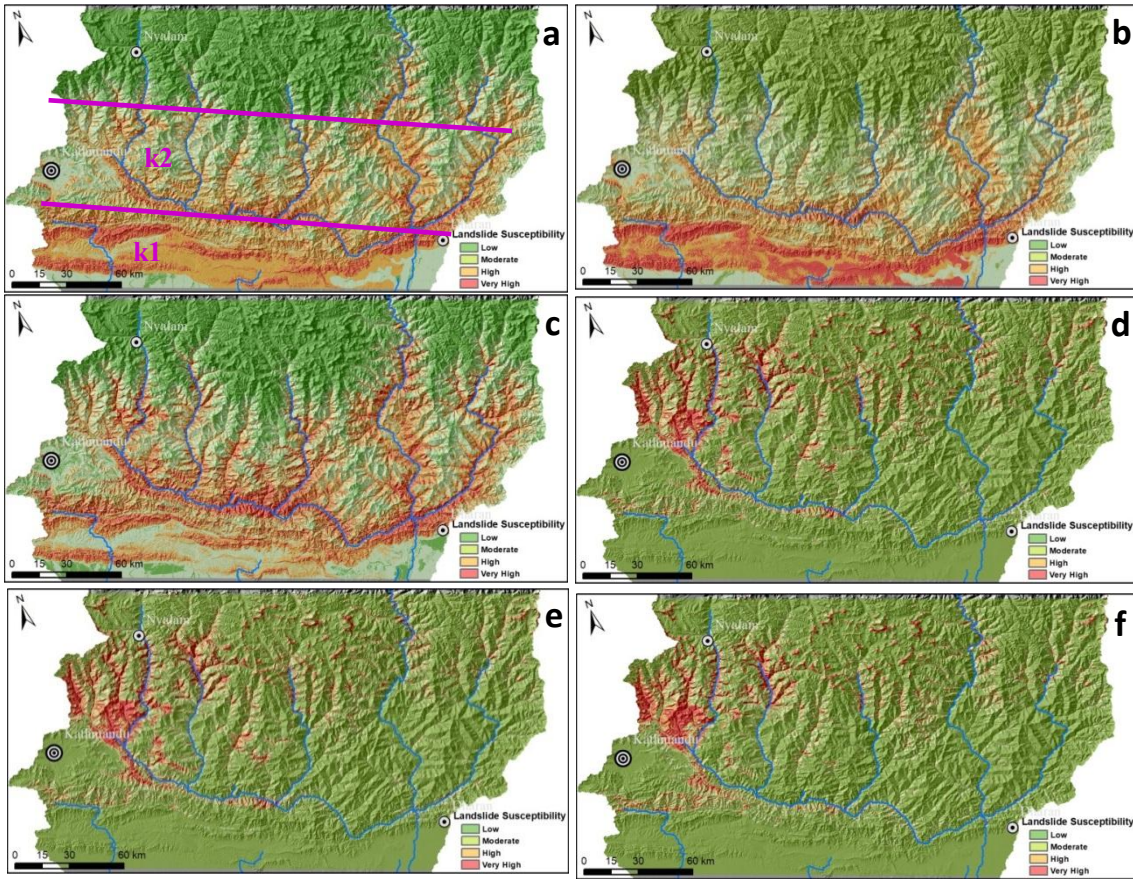 N
a
Nyalam
k2
Kathmandu
k1
Landslide Susceptibility
Low
Moderate
High
Very High
0 15 30 60 km
N
b
Nyalam
Kathmandu
Landslide Susceptibility
Low
Moderate
High
Very High
0 15 30 60 km
N
c
Nyalam
Kathmandu
Landslide Susceptibility
Low
Moderate
High
Very High
0 15 30 60 km
N
d
Nyalam
Kathmandu
Landslide Susceptibility
Low
Moderate
High
Very High
0 15 30 60 km
N
e
Nyalam
Kathmandu
Landslide Susceptibility
Low
Moderate
High
Very High
0 15 30 60 km
N
f
Nyalam
Kathmandu
Landslide Susceptibility
Low
Moderate
High
Very High
0 15 30 60 km